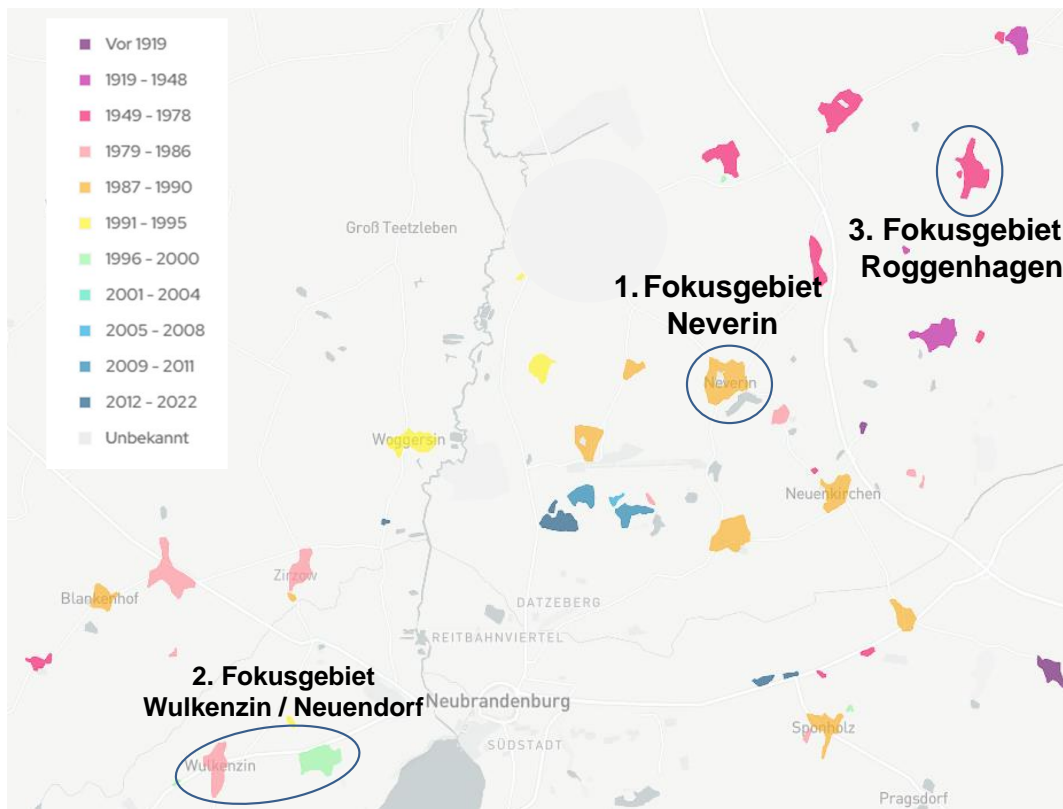 Vor 1919
1919 - 1948
1949 - 1978
1979 - 1986
1987 - 1990
1991 - 1995
1996 - 2000
2001 - 2004
2005 - 2008
2009 - 2011
2012 - 2022
Unbekannt
Groß Teetzleben
3. Fokusgebiet
Roggenhagen
1. Fokusgebiet
Neverin
Neverin
Woggersin
Neuenkirchen
Zirzow
Blankenhof
DATZEBERG
REITBAHNVIERTEL
2. Fokusgebiet
Wulkenzin / Neuendorf
Neubrandenburg
SÜDSTADT
Sponholz
Wulkenzin
Pragsdorf